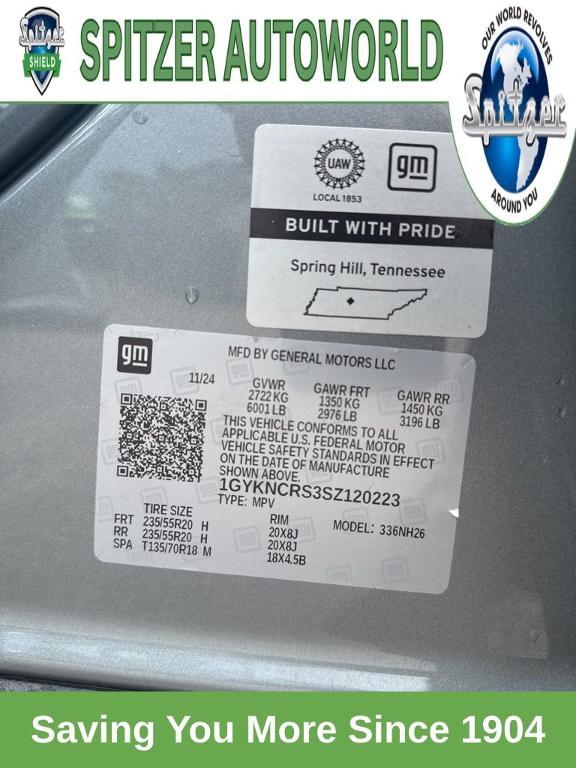 Spitzer
SHIELD
SPITZER AUTOWORLD
OUR WORLD REVOLVES
Spitzer
AROUND YOU
UAW
LOCAL 1853
gm
BUILT WITH PRIDE
Spring Hill, Tennessee
gm
MFD BY GENERAL MOTORS LLC
11/24
GVWR GAWR FRT GAWR RR
2722 KG 1350 KG 1450 KG
6001 LB 2976 LB 3196 LB
THIS VEHICLE CONFORMS TO ALL
APPLICABLE U.S. FEDERAL MOTOR
VEHICLE SAFETY STANDARDS IN EFFECT
ON THE DATE OF MANUFACTURE
SHOWN ABOVE.
1GYKNCRS3SZ120223
TYPE: MPV
TIRE SIZE RIM MODEL: 336NH26
FRT 235/55R20 H 20X8J
RR 235/55R20 H 20X8J
SPA T135/70R18 M 18X4.5B
Saving You More Since 1904